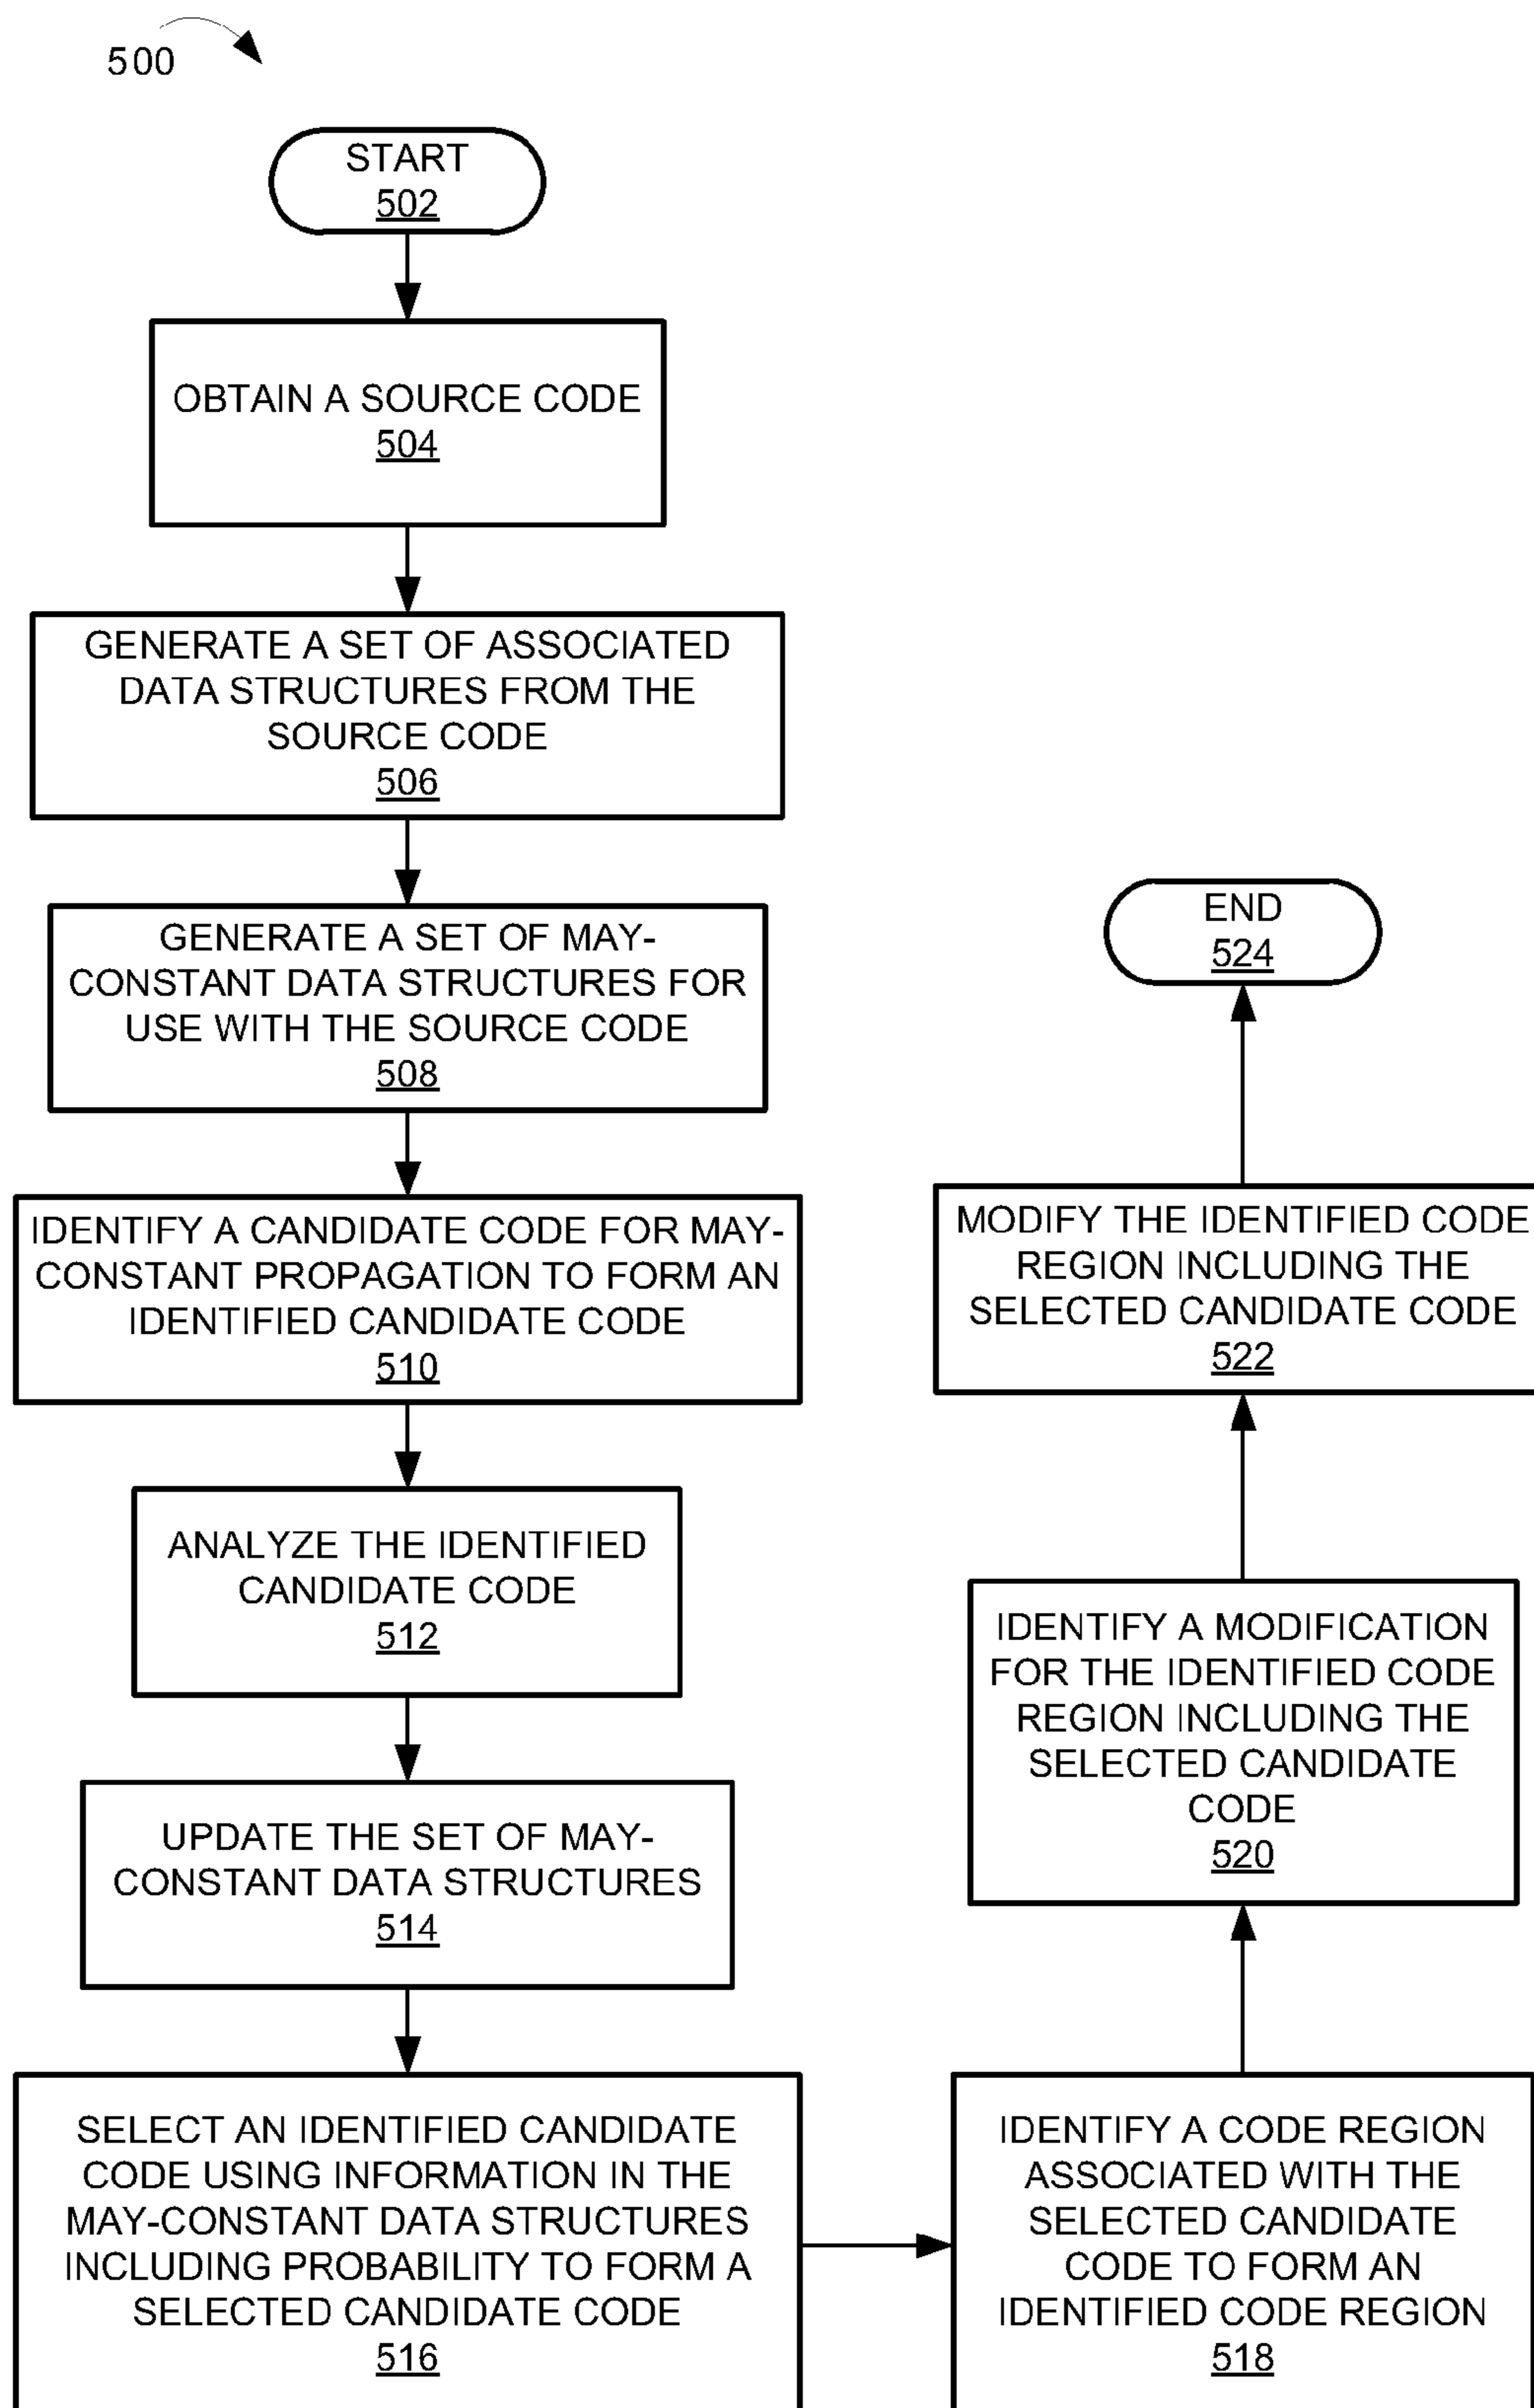 500
START
502
OBTAIN A SOURCE CODE
504
GENERATE A SET OF ASSOCIATED
DATA STRUCTURES FROM THE
SOURCE CODE
506
GENERATE A SET OF MAY-
CONSTANT DATA STRUCTURES FOR
USE WITH THE SOURCE CODE
508
IDENTIFY A CANDIDATE CODE FOR MAY-
CONSTANT PROPAGATION TO FORM AN
IDENTIFIED CANDIDATE CODE
510
ANALYZE THE IDENTIFIED
CANDIDATE CODE
512
UPDATE THE SET OF MAY-
CONSTANT DATA STRUCTURES
514
SELECT AN IDENTIFIED CANDIDATE
CODE USING INFORMATION IN THE
MAY-CONSTANT DATA STRUCTURES
INCLUDING PROBABILITY TO FORM A
SELECTED CANDIDATE CODE
516
IDENTIFY A CODE REGION
ASSOCIATED WITH THE
SELECTED CANDIDATE
CODE TO FORM AN
IDENTIFIED CODE REGION
518
IDENTIFY A MODIFICATION
FOR THE IDENTIFIED CODE
REGION INCLUDING THE
SELECTED CANDIDATE
CODE
520
MODIFY THE IDENTIFIED CODE
REGION INCLUDING THE
SELECTED CANDIDATE CODE
522
END
524